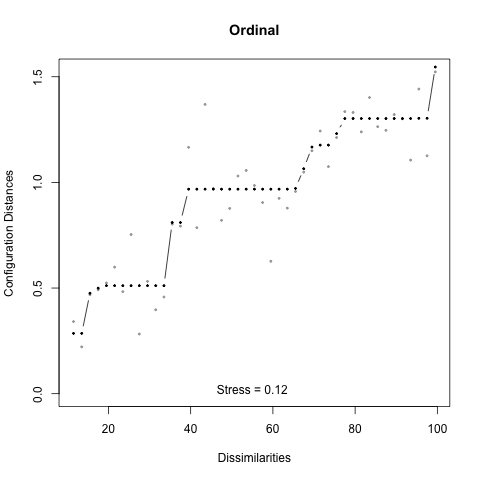 Ordinal
Configuration Distances
1.5
1.0
0.5
0.0
Stress = 0.12
20 40 60 80 100
Dissimilarities